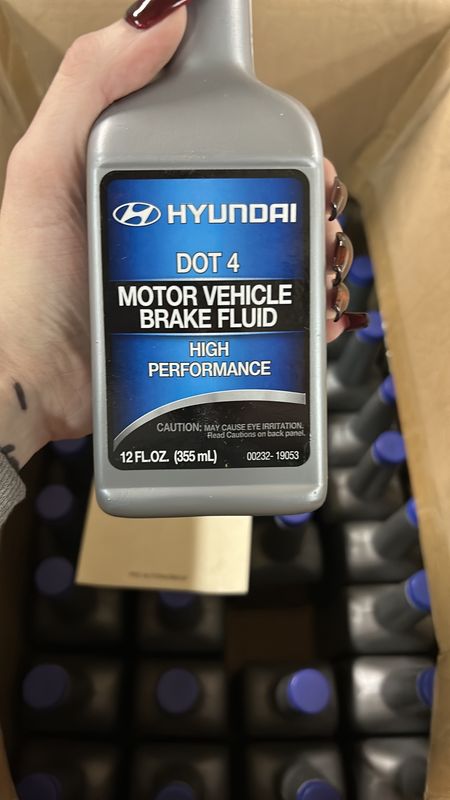 HYUNDAI
DOT 4
MOTOR VEHICLE
BRAKE FLUID
HIGH
PERFORMANCE
CAUTION: MAY CAUSE EYE IRRITATION.
Read Cautions on back panel.
12 FL.OZ. (355 mL) 00232- 19053